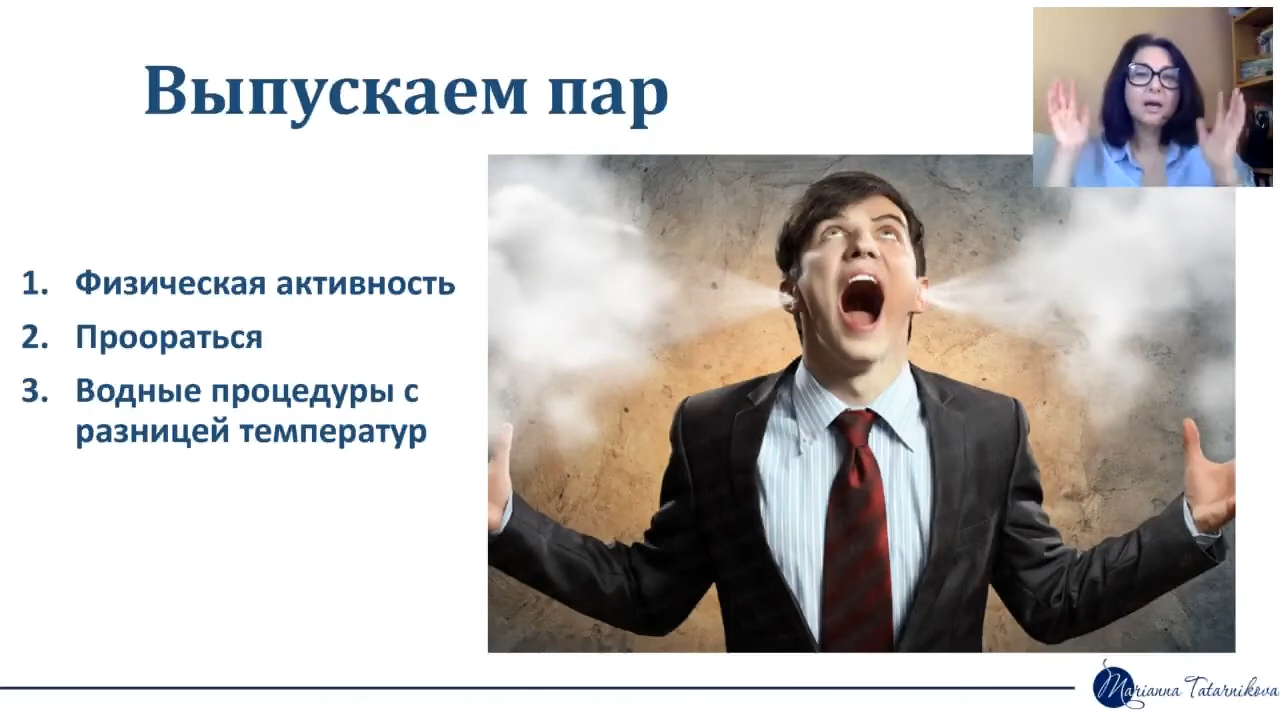 Выпускаем пар
1. Физическая активность
2. Проораться
3. Водные процедуры с
разницей температур
Marianna Tatarnikova